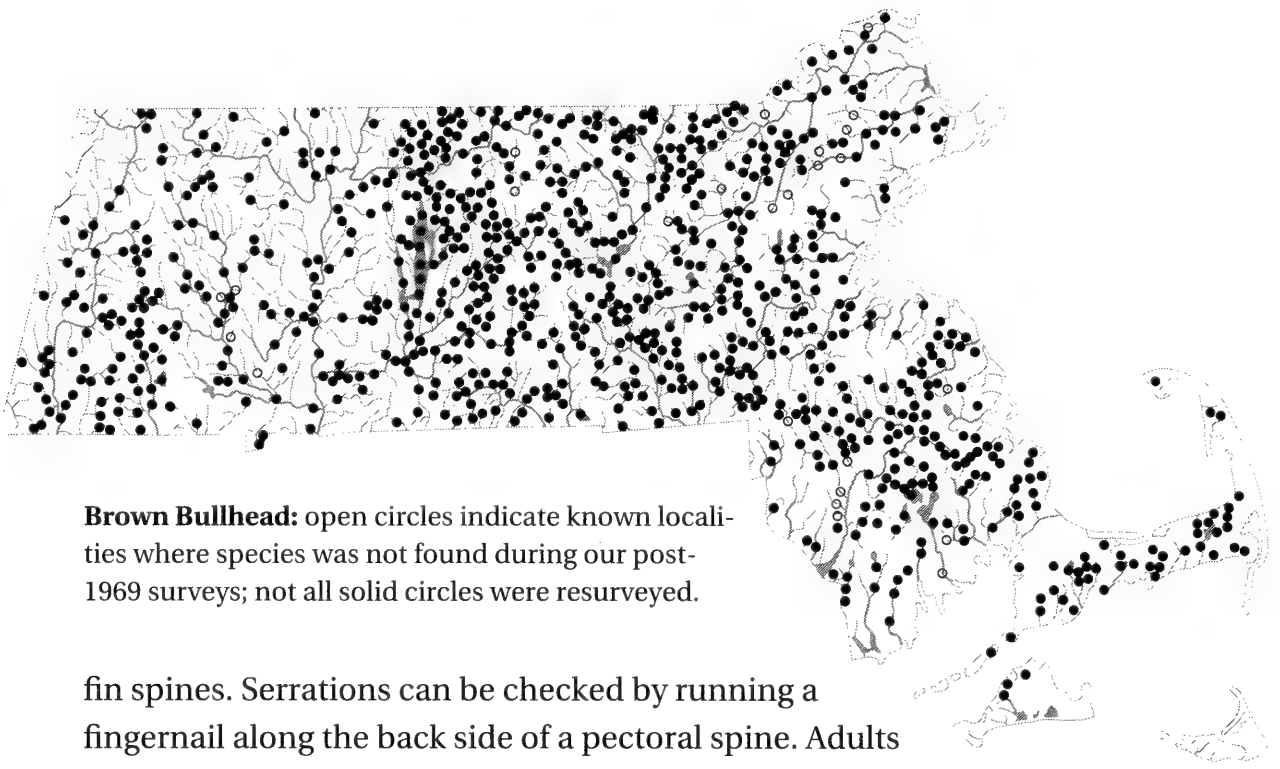 Brown Bullhead: open circles indicate known locali-
ties where species was not found during our post-
1969 surveys; not all solid circles were resurveyed.
fin spines. Serrations can be checked by running a
fingernail along the back side of a pectoral spine. Adults